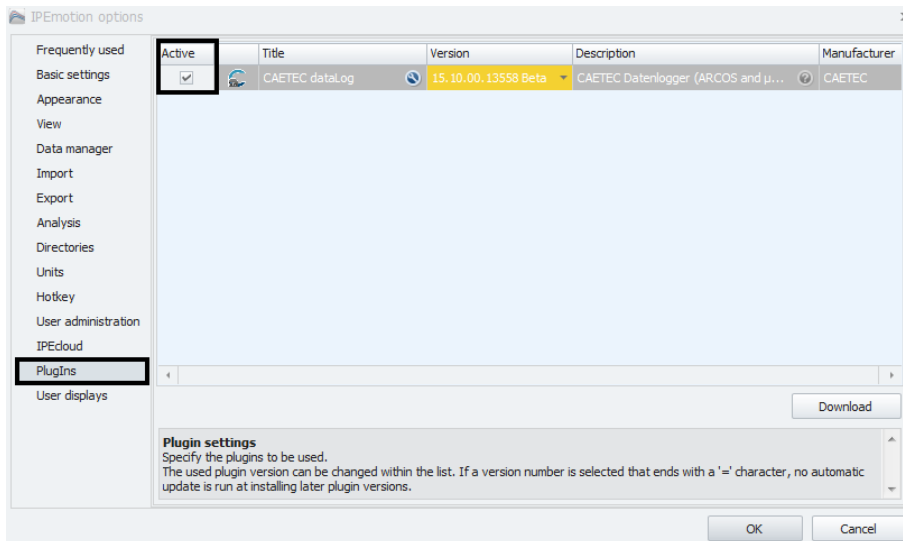 IPEmotion options
Frequently used
Basic settings
Appearance
View
Data manager
Import
Export
Analysis
Directories
Units
Hotkey
User administration
IPEcloud
PlugIns
User displays
Active Title Version Description Manufacturer
CAETEC dataLog 15.10.00.13558 Beta CAETEC Datenlogger (ARCOS and µ... CAETEC
Download
Plugin settings
Specify the plugins to be used.
The used plugin version can be changed within the list. If a version number is selected that ends with a '=' character, no automatic
update is run at installing later plugin versions.
OK Cancel